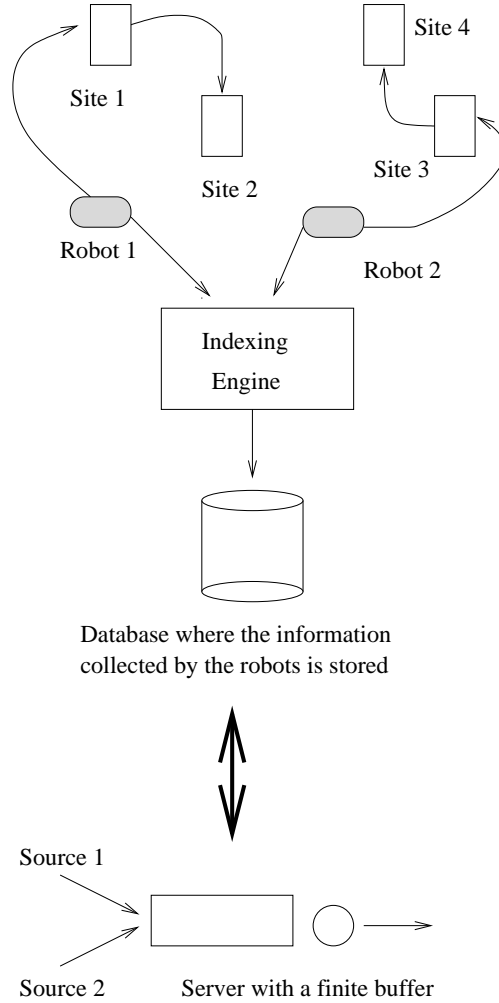 Site 4
Site 1
Site 3
Site 2
Robot 1
Robot 2
Indexing
Engine
Database where the information
collected by the robots is stored
Source 1
Source 2
Server with a finite buffer